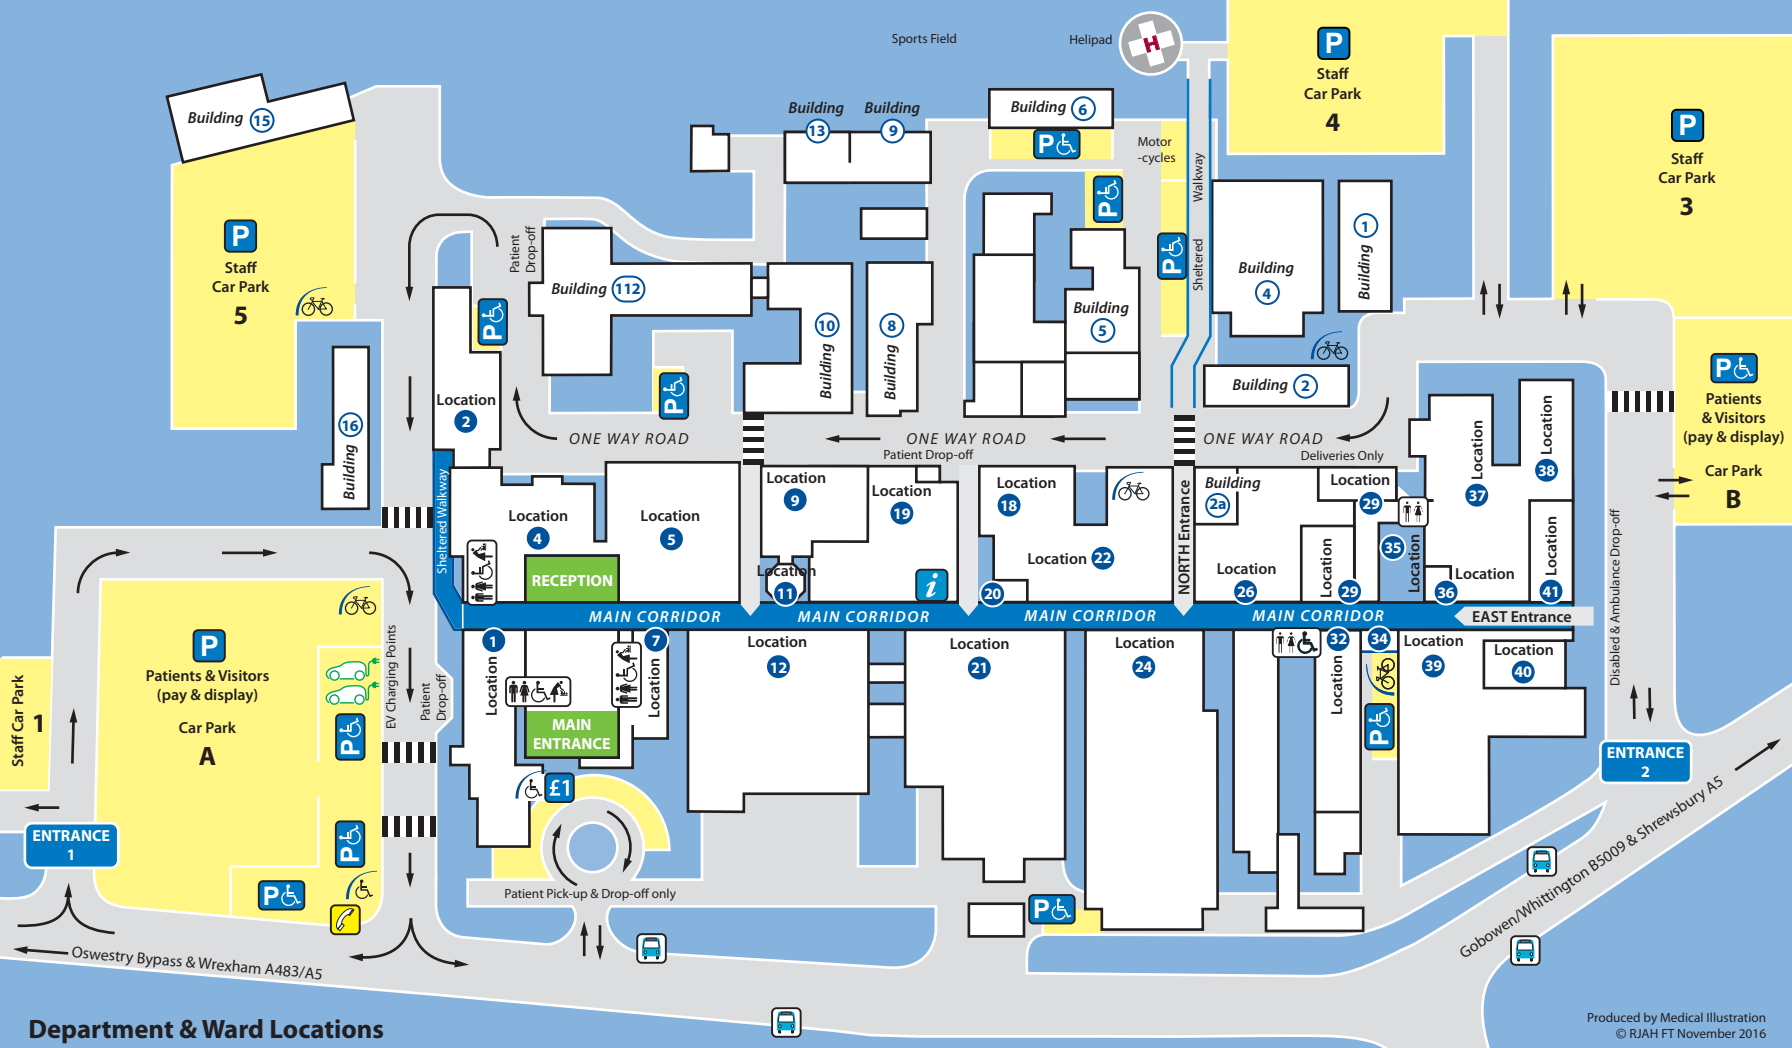 Sports Field
Helipad
H
P
Staff
Car Park
4
P
Staff
Car Park
3
Building 15
Building
13
Building
9
Building 6
P
Motor
-cycles
P
P
Sheltered Walkway
Building
4
Building 1
P
Staff
Car Park
5
Patient
Drop-off
Building 112
P
Building 10
Building 8
Building
5
Building 2
P
Patients
& Visitors
(pay & display)
Car Park
B
Building 16
Location
2
P
ONE WAY ROAD
ONE WAY ROAD
ONE WAY ROAD
Patient Drop-off
Deliveries Only
Sheltered Walkway
Location
4
Location
5
RECEPTION
Location
9
Location
11
Location
19
i
Location
18
Location 22
20
NORTH Entrance
Building
2a
Location
26
Location
29
Location
29
Location
35
Location
36
Location
37
Location
38
Location
41
MAIN CORRIDOR
MAIN CORRIDOR
MAIN CORRIDOR
MAIN CORRIDOR
EAST Entrance
Disabled & Ambulance Drop-off
Staff Car Park 1
P
Patients & Visitors
(pay & display)
Car Park
A
EV Charging Points
Patient
Drop-off
P
P
P
1
Location
MAIN
ENTRANCE
7
Location
£1
Location
12
Location
21
Location
24
32
Location
34
P
Location
39
Location
40
ENTRANCE
1
ENTRANCE
2
Patient Pick-up & Drop-off only
P
Oswestry Bypass & Wrexham A483/A5
Gobowen/Whittington B5009 & Shrewsbury A5
Department & Ward Locations
Produced by Medical Illustration
© RJAH FT November 2016